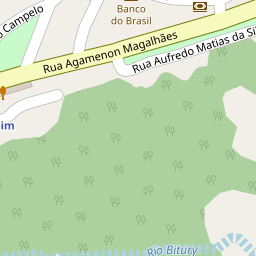 Campelo
Banco
do Brasil
Rua Agamenon Magalhães
Rua Aufredo Matias da Si
im
Rio Bitury